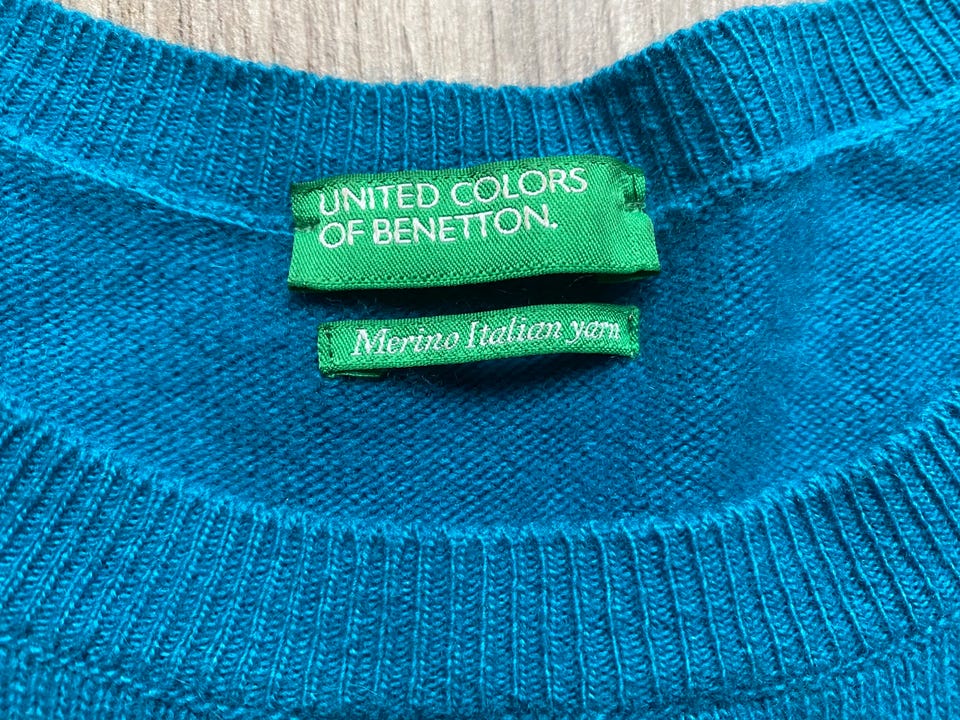 UNITED COLORS
OF BENETTON.
Merino Italian yarn